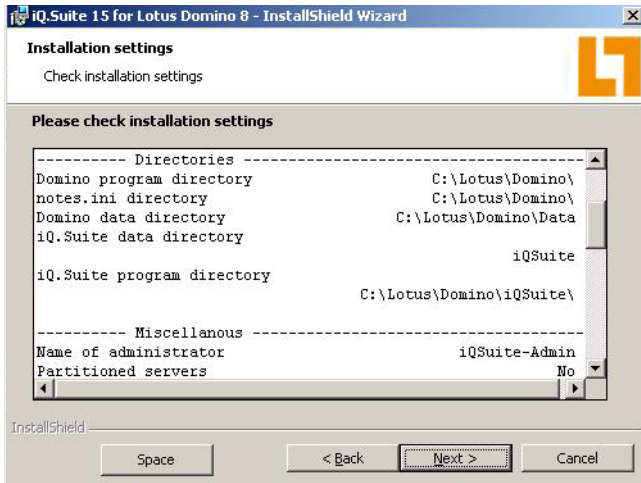 iQ.Suite 15 for Lotus Domino 8 - InstallShield Wizard
Installation settings
Check installation settings
Please check installation settings
---------- Directories ----------------------------------
Domino program directory C:\Lotus\Domino\
notes.ini directory C:\Lotus\Domino\
Domino data directory C:\Lotus\Domino\Data
iQ.Suite data directory
iQSuite
iQ.Suite program directory
C:\Lotus\Domino\iQSuite\
---------- Miscellanous ---------------------------------
Name of administrator iQSuite-Admin
Partitioned servers No
InstallShield
Space < Back Next > Cancel